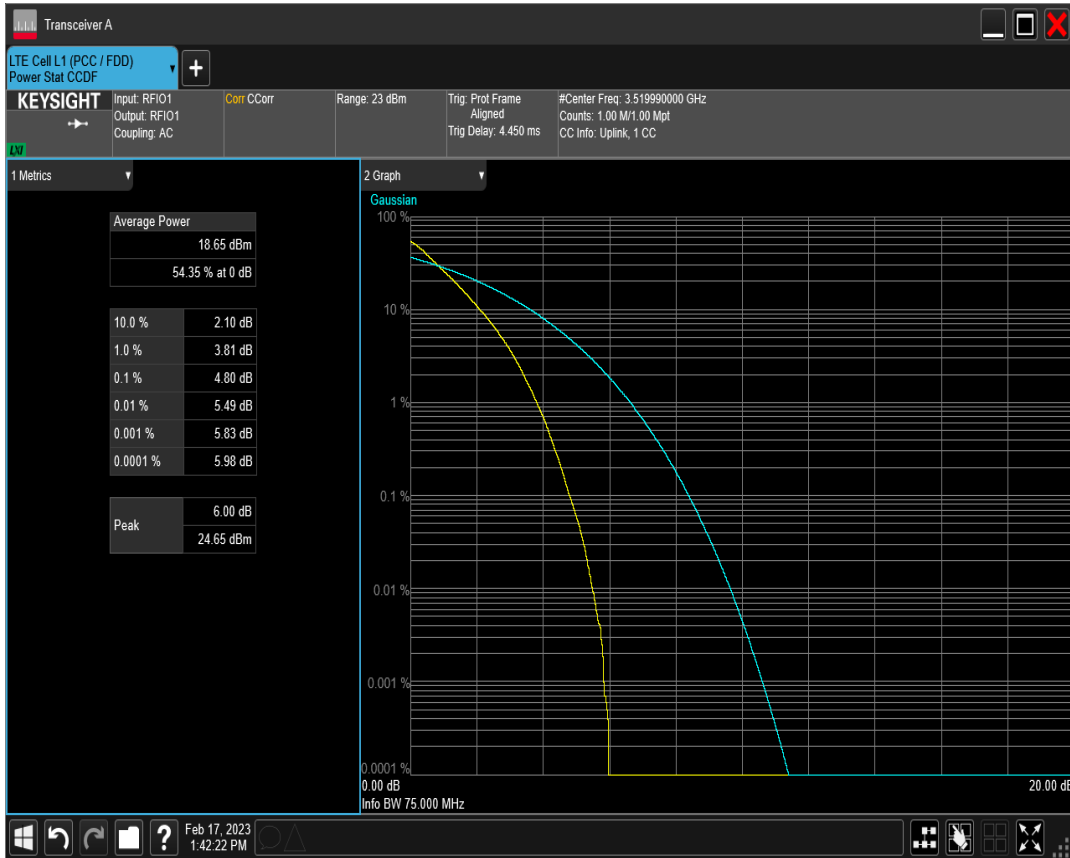 Transceiver A
LTE Cell L1 (PCC / FDD)
Power Stat CCDF
KEYSIGHT
LXI
Input: RFIO1
Output: RFIO1
Coupling: AC
Corr CCorr
Range: 23 dBm
Trig: Prot Frame
Aligned
Trig Delay: 4.450 ms
#Center Freq: 3.519990000 GHz
Counts: 1.00 M/1.00 Mpt
CC Info: Uplink, 1 CC
1 Metrics
Average Power
18.65 dBm
54.35 % at 0 dB
10.0 % 2.10 dB
1.0 % 3.81 dB
0.1 % 4.80 dB
0.01 % 5.49 dB
0.001 % 5.83 dB
0.0001 % 5.98 dB
Peak
6.00 dB
24.65 dBm
2 Graph
Gaussian
100 %
10 %
1 %
0.1 %
0.01 %
0.001 %
0.0001 %
0.00 dB
20.00 dB
Info BW 75.000 MHz
Feb 17, 2023
1:42:22 PM